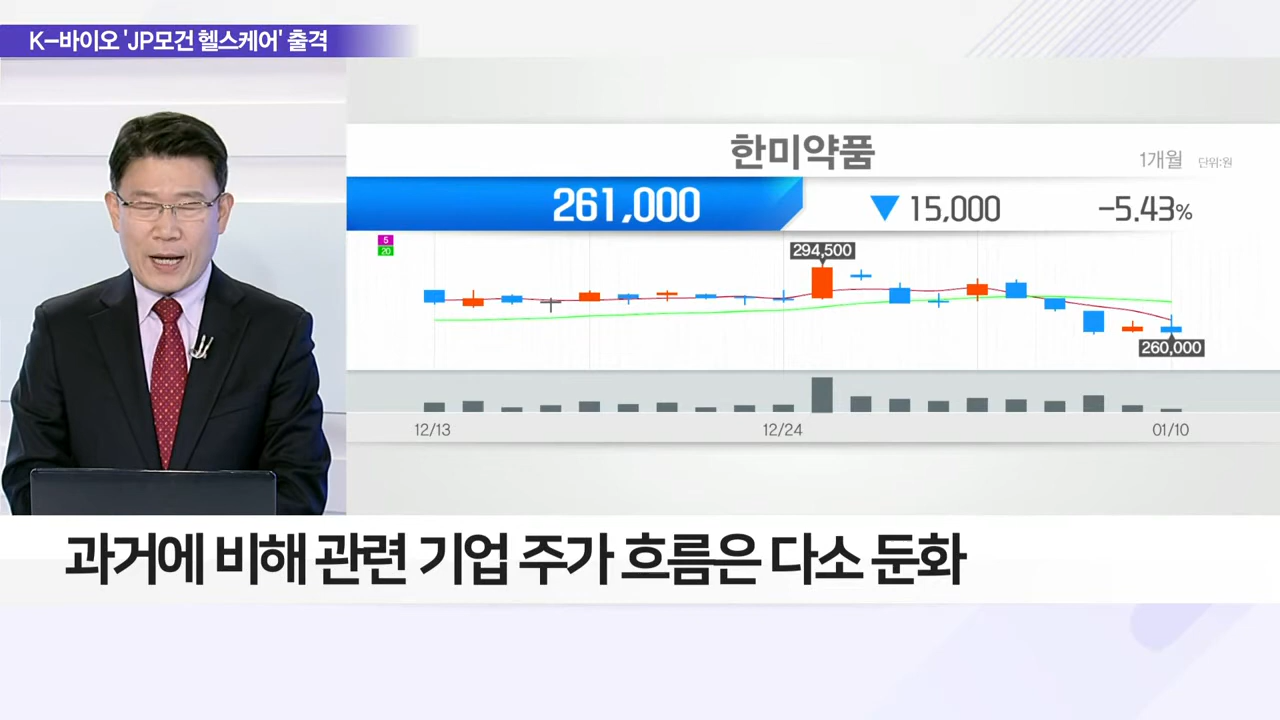 K-바이오 'JP모건 헬스케어' 출격
한미약품
1개월 단위:원
261,000 ▼ 15,000 -5.43%
5
20
294,500
260,000
12/13 12/24 01/10
과거에 비해 관련 기업 주가 흐름은 다소 둔화